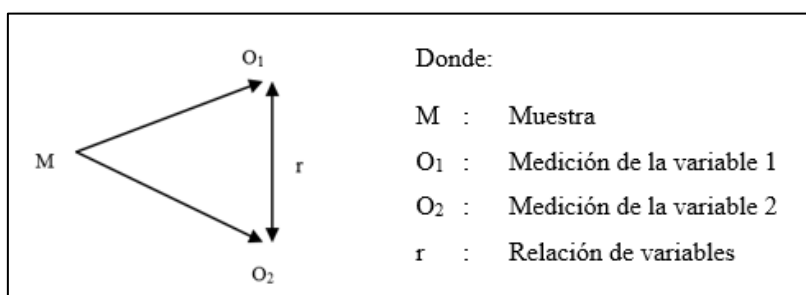 O₁
M
r
O₂
Donde:
M : Muestra
O₁ : Medición de la variable 1
O₂ : Medición de la variable 2
r : Relación de variables